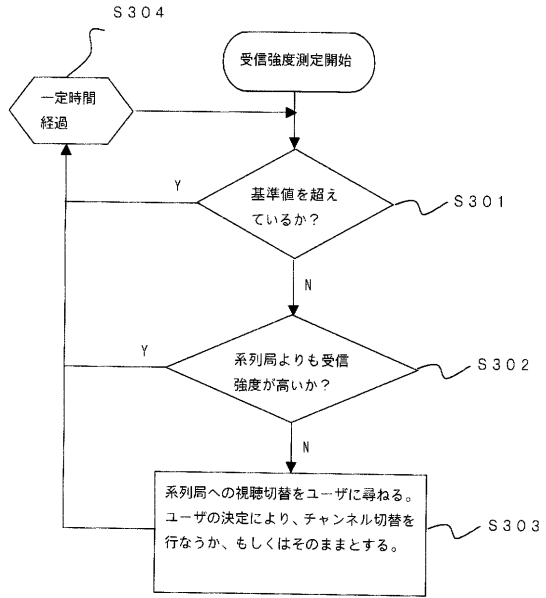 Ｓ３０４
受信強度測定開始
一定時間
経過
Y
基準値を超え
ているか？
Ｓ３０１
N
Y
系列局よりも受信
強度が高いか？
Ｓ３０２
N
系列局への視聴切替をユーザに尋ねる。
ユーザの決定により、チャンネル切替を
行なうか、もしくはそのままとする。
Ｓ３０３